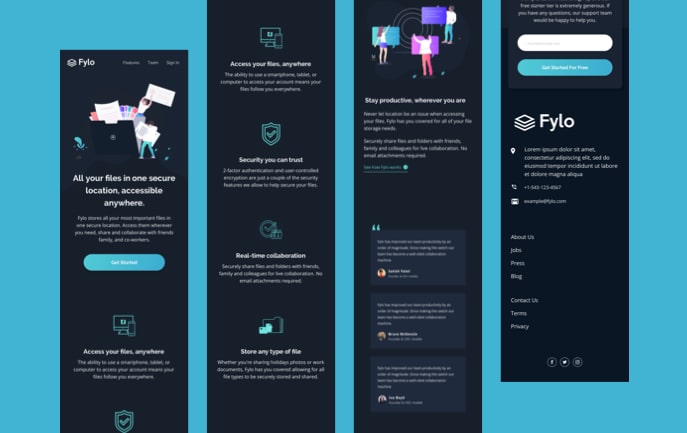 Fylo
Features Team Sign In
All your files in one secure
location, accessible
anywhere.
Fylo stores all your most important files in
one secure location. Access them wherever
you need, share and collaborate with friends
family, and co-workers.
Get Started
Access your files, anywhere
The ability to use a smartphone, tablet, or
computer to access your account means your
files follow you everywhere.
Access your files, anywhere
The ability to use a smartphone, tablet, or
computer to access your account means your
files follow you everywhere.
Security you can trust
2-factor authentication and user-controlled
encryption are just a couple of the security
features we allow to help secure your files.
Real-time collaboration
Securely share files and folders with friends,
family and colleagues for live collaboration. No
email attachments required.
Store any type of file
Whether you're sharing holidays photos or work
documents, Fylo has you covered allowing for all
file types to be securely stored and shared.
Stay productive, wherever you are
Never let location be an issue when accessing
your files, Fylo has you covered for all of your file
storage needs.
Securely share files and folders with friends,
family and colleagues for live collaboration. No
email attachments required.
See how Fylo works
“
Fylo has improved our team productivity by an
order of magnitude. Since making the switch our
team has become a well-oiled collaboration
machine.
Satish Patel
Founder & CEO, Huddle
Fylo has improved our team productivity by an
order of magnitude. Since making the switch our
team has become a well-oiled collaboration
machine.
Bruce McKenzie
Founder & CEO, Huddle
Fylo has improved our team productivity by an
order of magnitude. Since making the switch our
team has become a well-oiled collaboration
machine.
Iva Boyd
Founder & CEO, Huddle
free starter tier is extremely generous. If
you have any questions, our support team
would be happy to help you.
Get Started For Free
Fylo
Lorem ipsum dolor sit amet,
consectetur adipiscing elit, sed do
eiusmod tempor incididunt ut labore
et dolore magna aliqua
+1-543-123-4567
example@fylo.com
About Us
Jobs
Press
Blog
Contact Us
Terms
Privacy